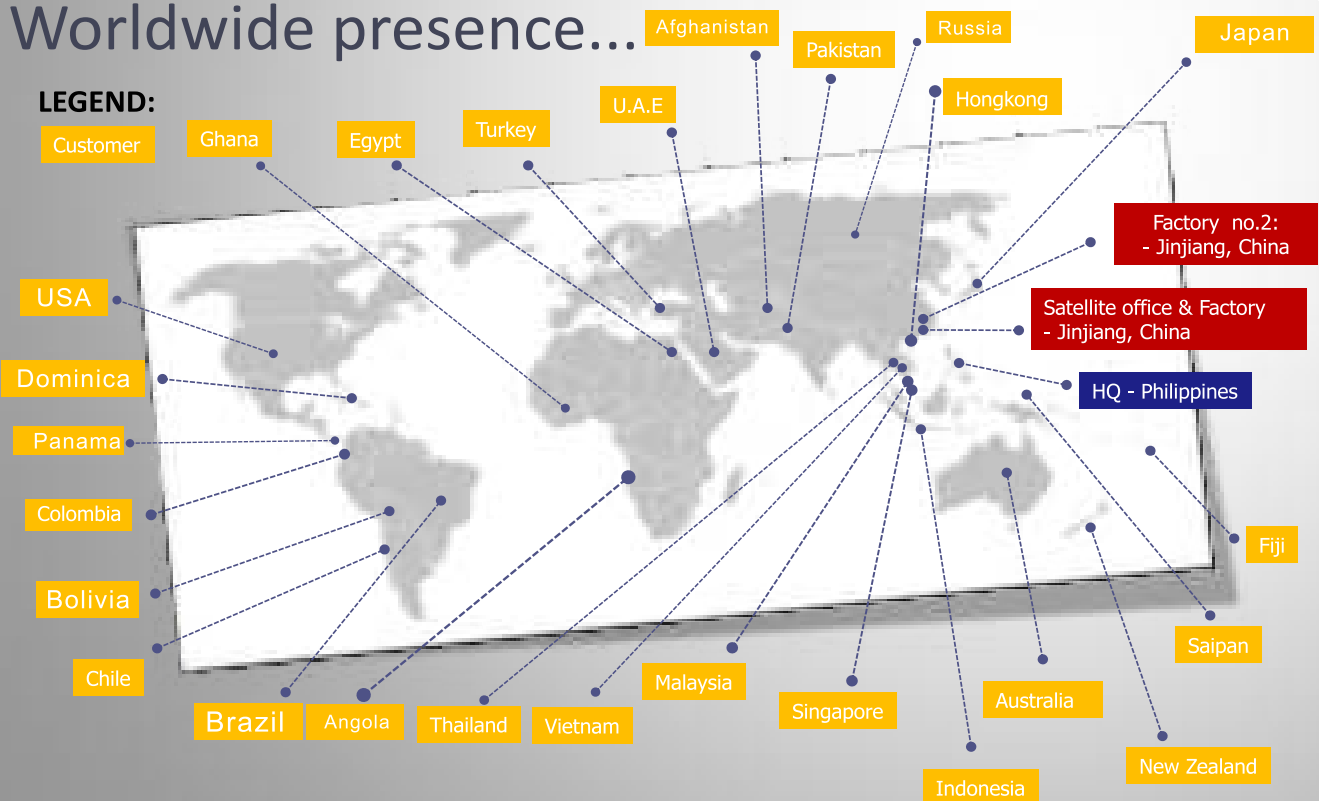 Worldwide presence...
Afghanistan
Pakistan
Russia
Japan
LEGEND:
Customer
Ghana
Egypt
Turkey
U.A.E
Hongkong
Factory no.2:
- Jinjiang, China
USA
Satellite office & Factory
- Jinjiang, China
Dominica
HQ - Philippines
Panama
Colombia
Fiji
Bolivia
Saipan
Chile
Malaysia
Singapore
Australia
Brazil
Angola
Thailand
Vietnam
New Zealand
Indonesia